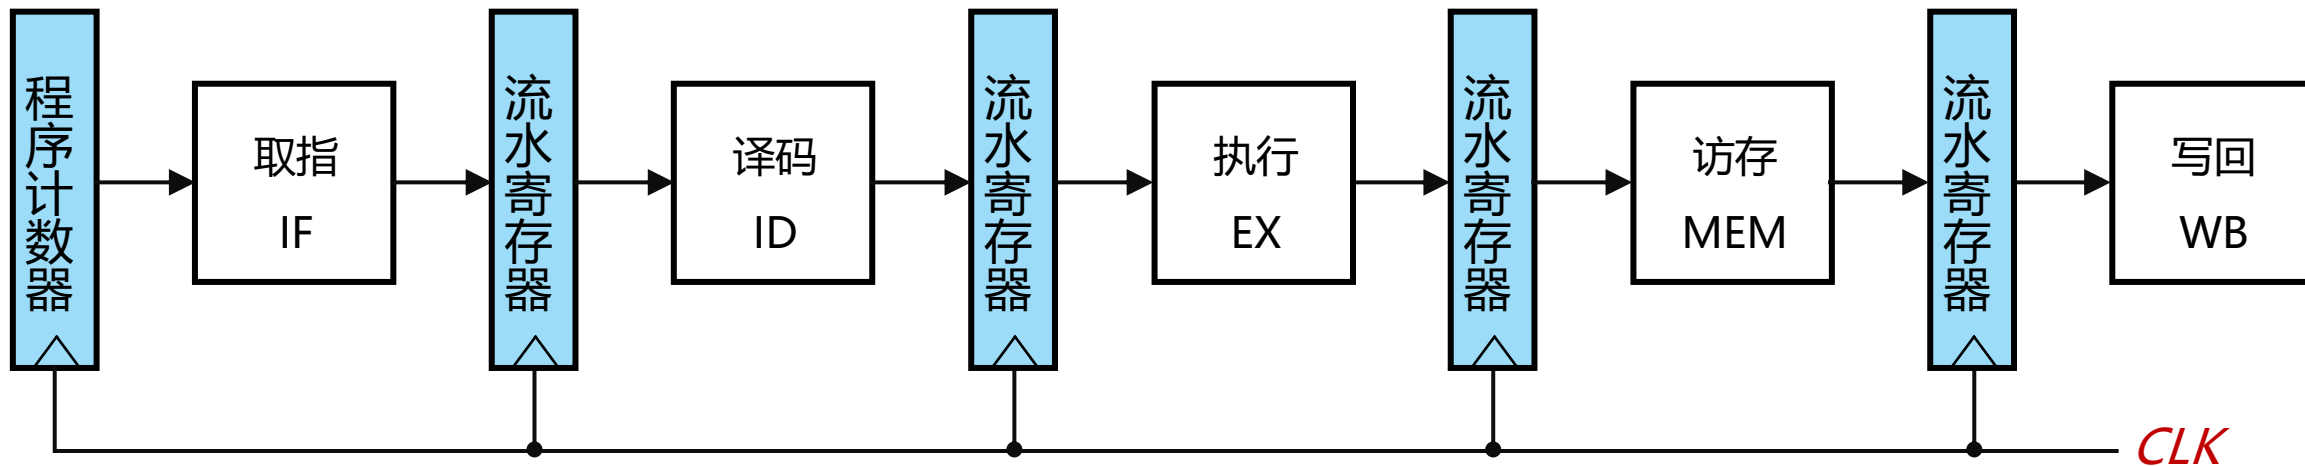 程序计数器
取指
IF
流水寄存器
译码
ID
流水寄存器
执行
EX
流水寄存器
访存
MEM
流水寄存器
写回
WB
CLK